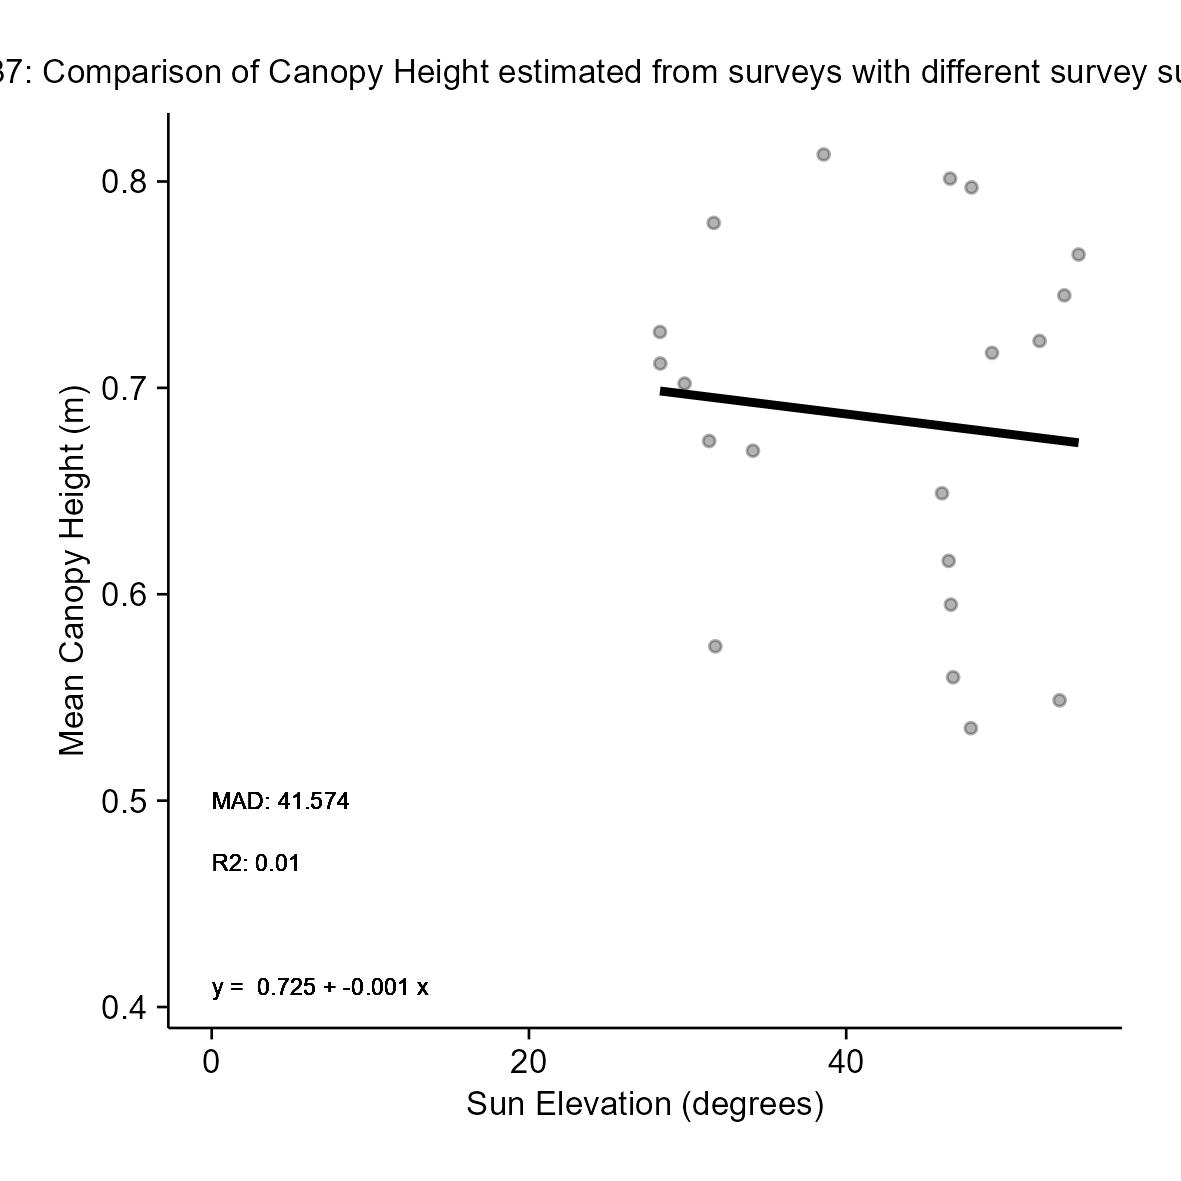 37: Comparison of Canopy Height estimated from surveys with different survey
0.8
0.7
0.6
0.5
0.4
Mean Canopy Height (m)
MAD: 41.574
R2: 0.01
y = 0.725 + -0.001 x
0
20
40
Sun Elevation (degrees)